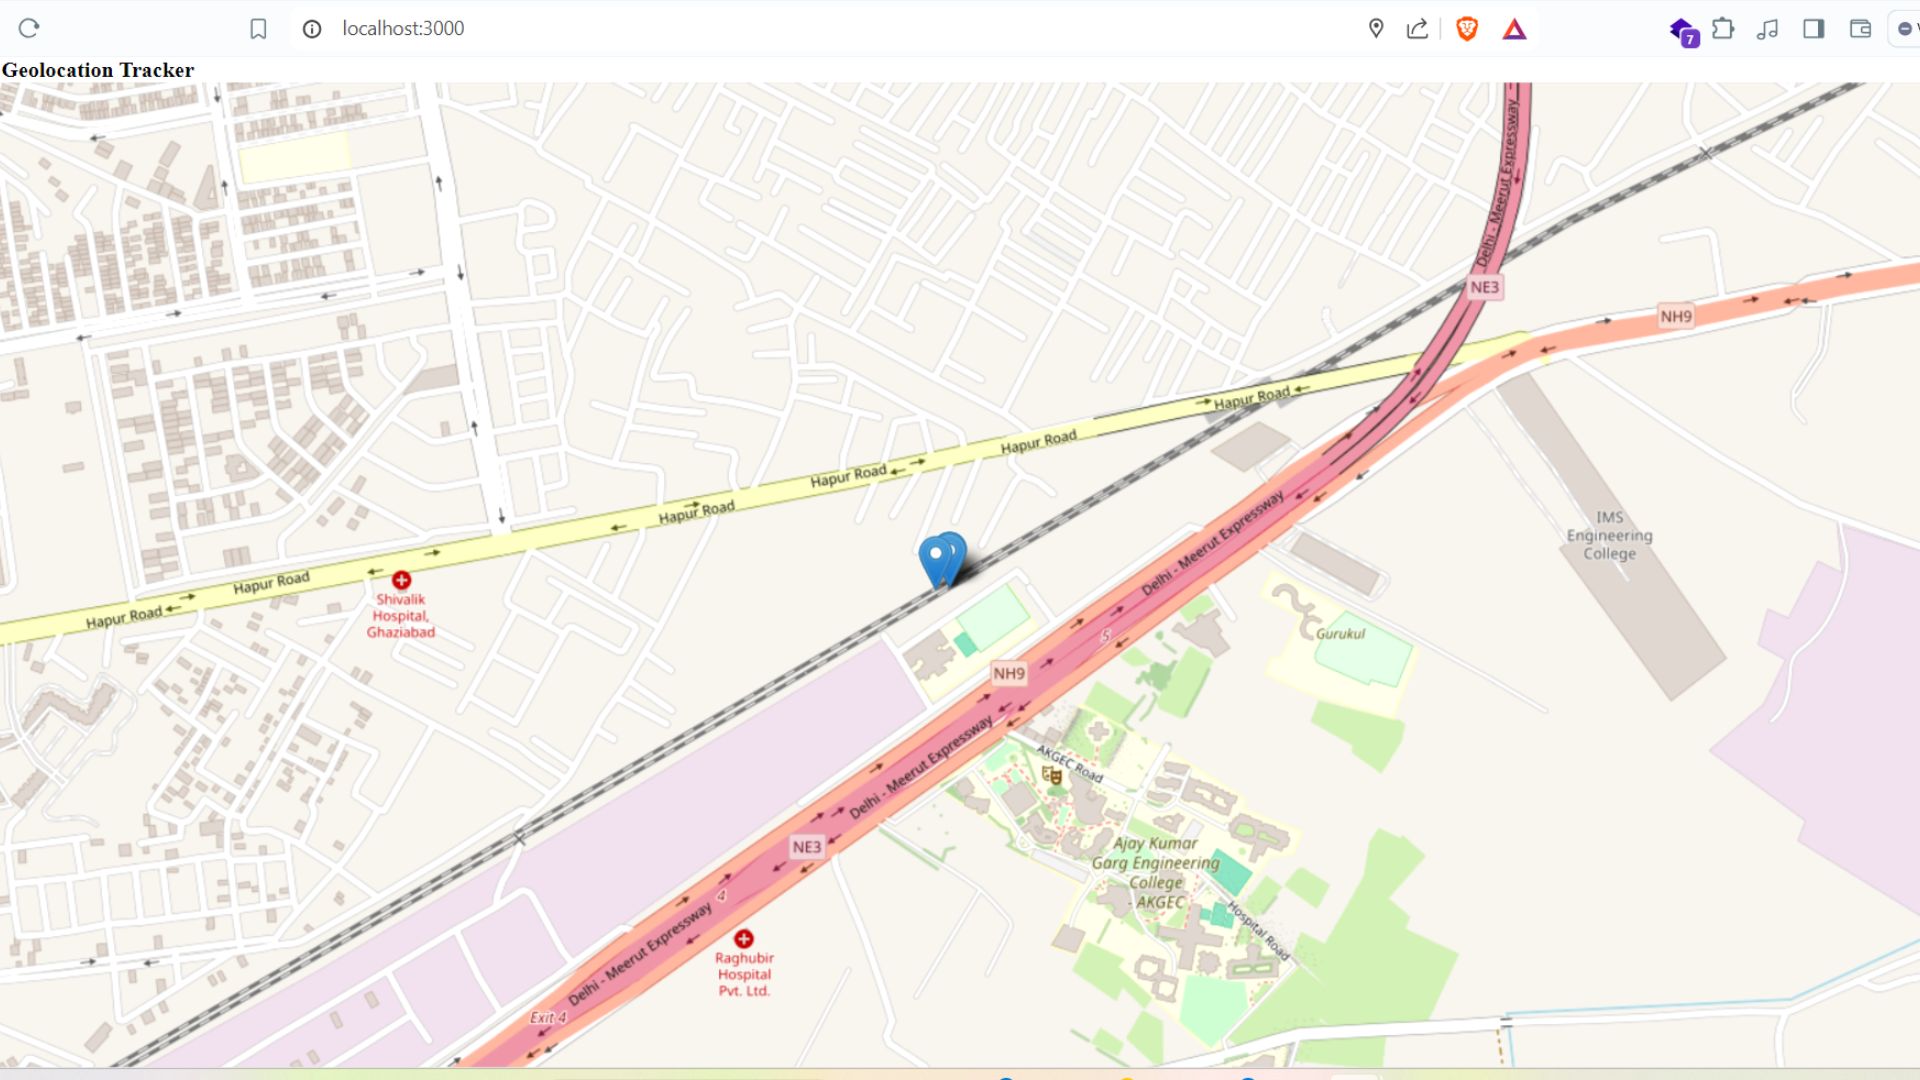 localhost:3000
7
Geolocation Tracker
Delhi - Meerut Expressway
NE3
NH9
Hapur Road
Hapur Road
Hapur Road
Hapur Road
Hapur Road
Hapur Road
Delhi - Meerut Expressway
IMS
Engineering
College
Shivalik
Hospital,
Ghaziabad
Gurukul
5
NH9
Delhi - Meerut Expressway
AKGEC Road
NE3
Ajay Kumar
Garg Engineering
College
- AKGEC
4
Delhi - Meerut Expressway
Hospital Road
Raghubir
Hospital
Pvt. Ltd.
Exit 4